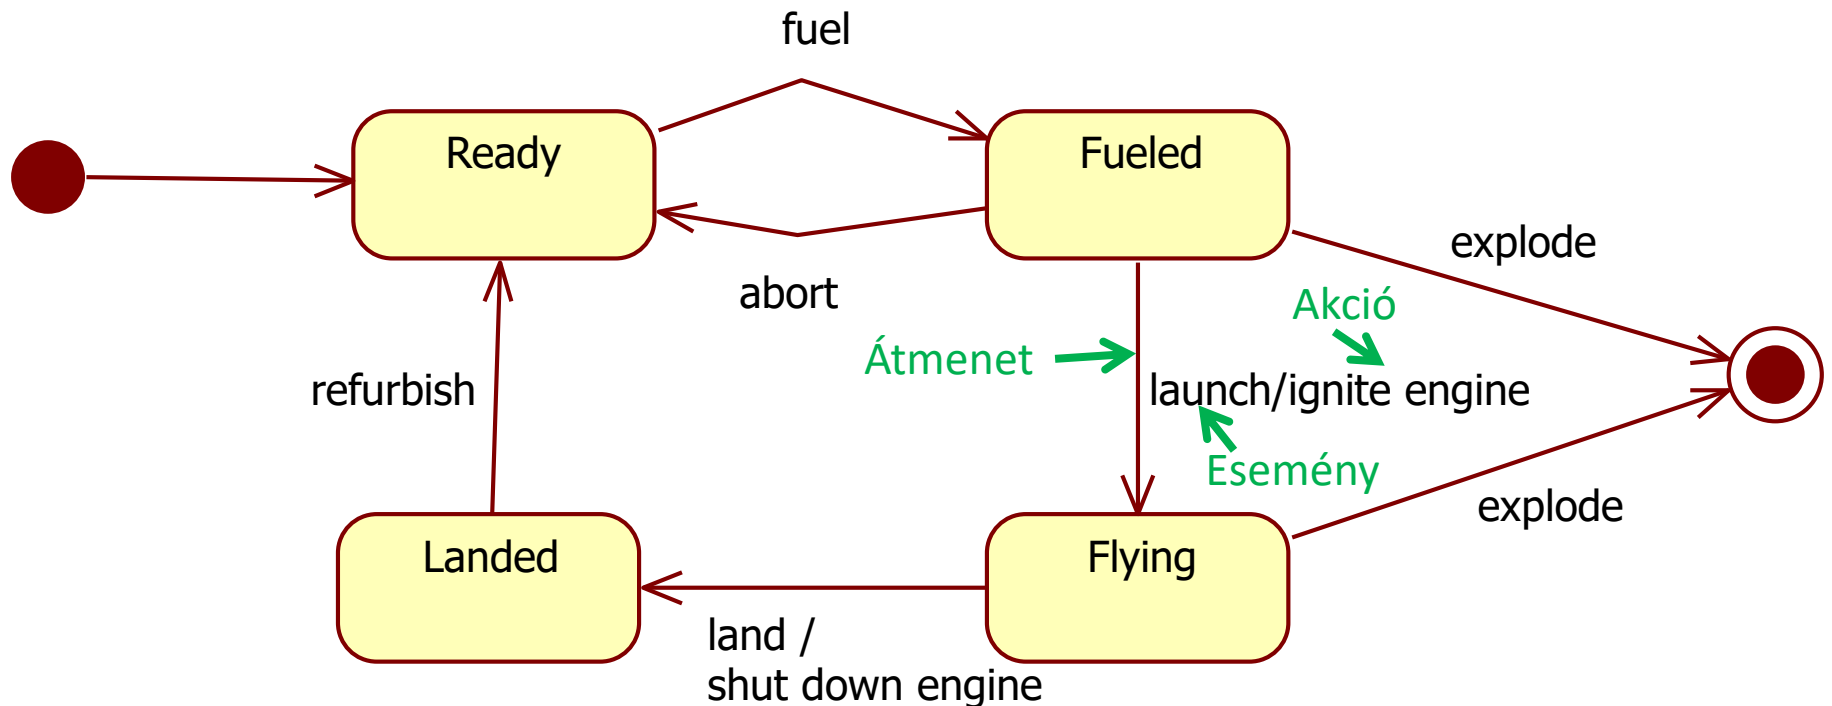 fuel
Ready
Fueled
explode
abort
Akció
Átmenet
refurbish
launch/ignite engine
Esemény
explode
Landed
Flying
land /
shut down engine